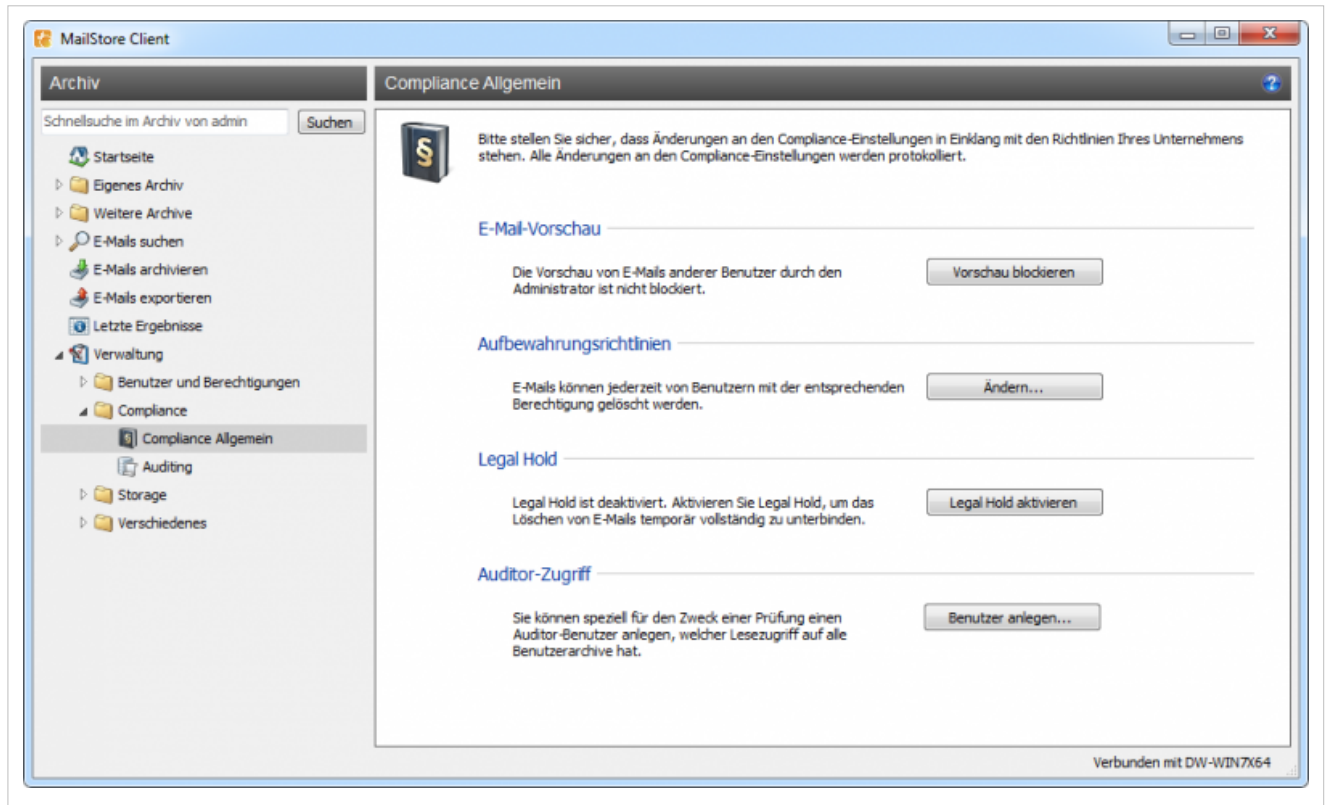 MailStore Client
Archiv
Schnellsuche im Archiv von admin
Suchen
Startseite
Eigenes Archiv
Weitere Archive
E-Mails suchen
E-Mails archivieren
E-Mails exportieren
Letzte Ergebnisse
Verwaltung
Benutzer und Berechtigungen
Compliance
Compliance Allgemein
Auditing
Storage
Verschiedenes
Compliance Allgemein
§
Bitte stellen Sie sicher, dass Änderungen an den Compliance-Einstellungen in Einklang mit den Richtlinien Ihres Unternehmens
stehen. Alle Änderungen an den Compliance-Einstellungen werden protokolliert.
E-Mail-Vorschau
Die Vorschau von E-Mails anderer Benutzer durch den
Administrator ist nicht blockiert.
Vorschau blockieren
Aufbewahrungsrichtlinien
E-Mails können jederzeit von Benutzern mit der entsprechenden
Berechtigung gelöscht werden.
Ändern...
Legal Hold
Legal Hold ist deaktiviert. Aktivieren Sie Legal Hold, um das
Löschen von E-Mails temporär vollständig zu unterbinden.
Legal Hold aktivieren
Auditor-Zugriff
Sie können speziell für den Zweck einer Prüfung einen
Auditor-Benutzer anlegen, welcher Lesezugriff auf alle
Benutzerarchive hat.
Benutzer anlegen...
Verbunden mit DW-WIN7X64